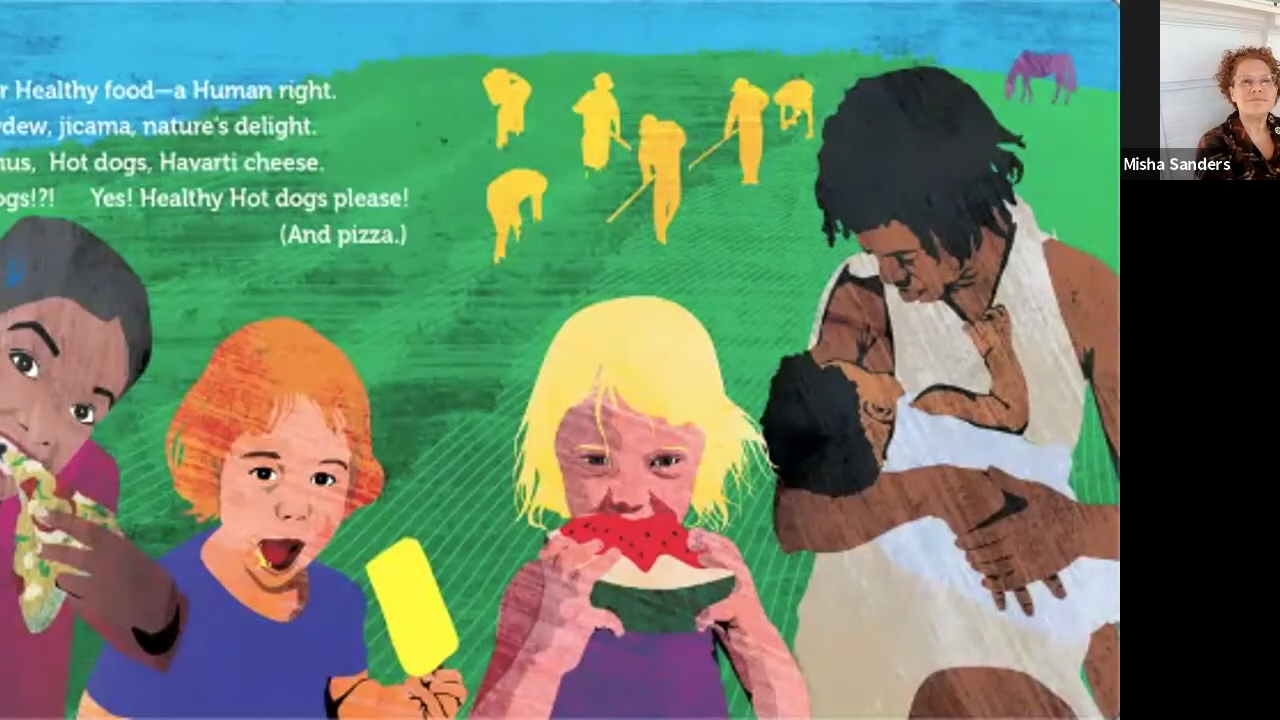 r Healthy food—a Human right.
dew, jicama, nature's delight.
us, Hot dogs, Havarti cheese.
ogs!?! Yes! Healthy Hot dogs please!
(And pizza.)
Misha Sanders